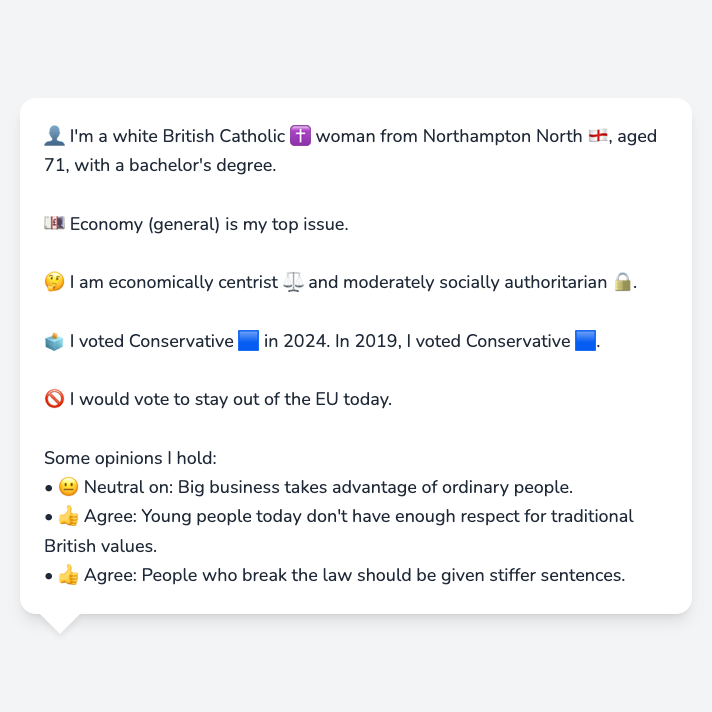 👤 I'm a white British Catholic ✝️ woman from Northampton North 🏴󠁧󠁢󠁥󠁮󠁧󠁿, aged
71, with a bachelor's degree.
💷 Economy (general) is my top issue.
🤔 I am economically centrist ⚖️ and moderately socially authoritarian 🔒.
🗳️ I voted Conservative 🟦 in 2024. In 2019, I voted Conservative 🟦.
🚫 I would vote to stay out of the EU today.
Some opinions I hold:
• 😐 Neutral on: Big business takes advantage of ordinary people.
• 👍 Agree: Young people today don't have enough respect for traditional
British values.
• 👍 Agree: People who break the law should be given stiffer sentences.